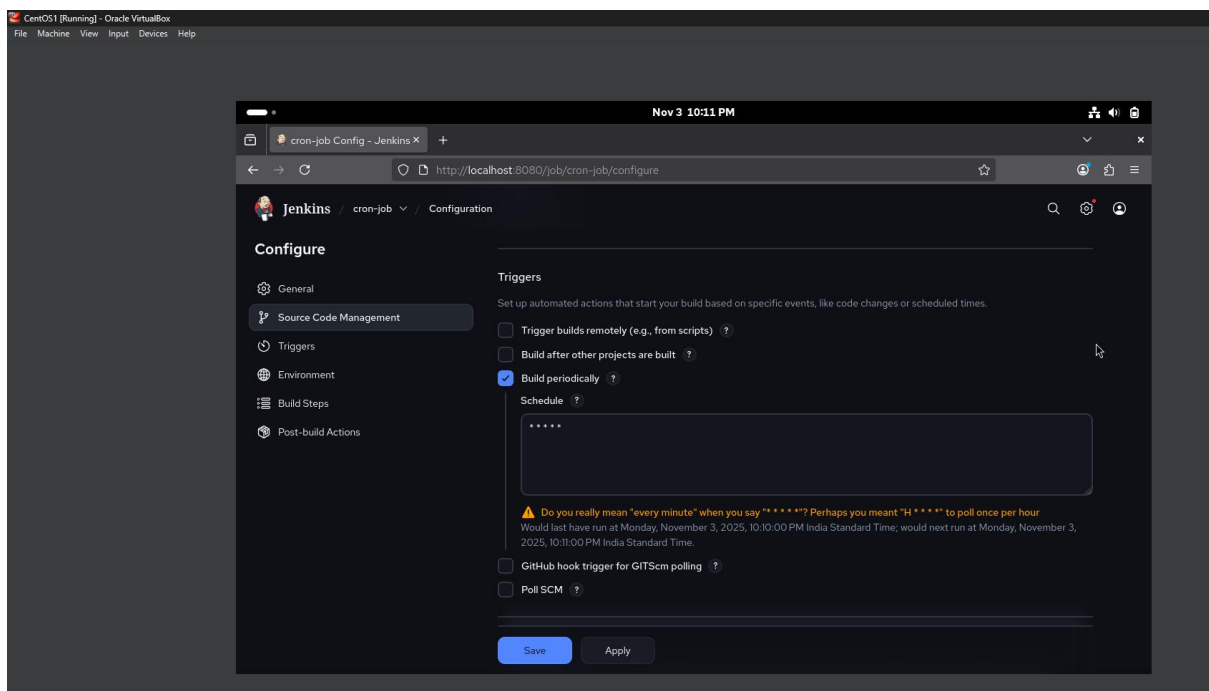 CentOS1 [Running] - Oracle VirtualBox
File Machine View Input Devices Help
Nov 3 10:11 PM
cron-job Config - Jenkins
http://localhost:8080/job/cron-job/configure
Jenkins / cron-job / Configuration
Configure
General
Source Code Management
Triggers
Environment
Build Steps
Post-build Actions
Triggers
Set up automated actions that start your build based on specific events, like code changes or scheduled times.
Trigger builds remotely (e.g., from scripts) ?
Build after other projects are built ?
Build periodically ?
Schedule ?
* * * * *
Do you really mean "every minute" when you say "* * * * *"? Perhaps you meant "H * * * *" to poll once per hour
Would last have run at Monday, November 3, 2025, 10:10:00 PM India Standard Time; would next run at Monday, November 3,
2025, 10:11:00 PM India Standard Time.
GitHub hook trigger for GITScm polling ?
Poll SCM ?
Save Apply